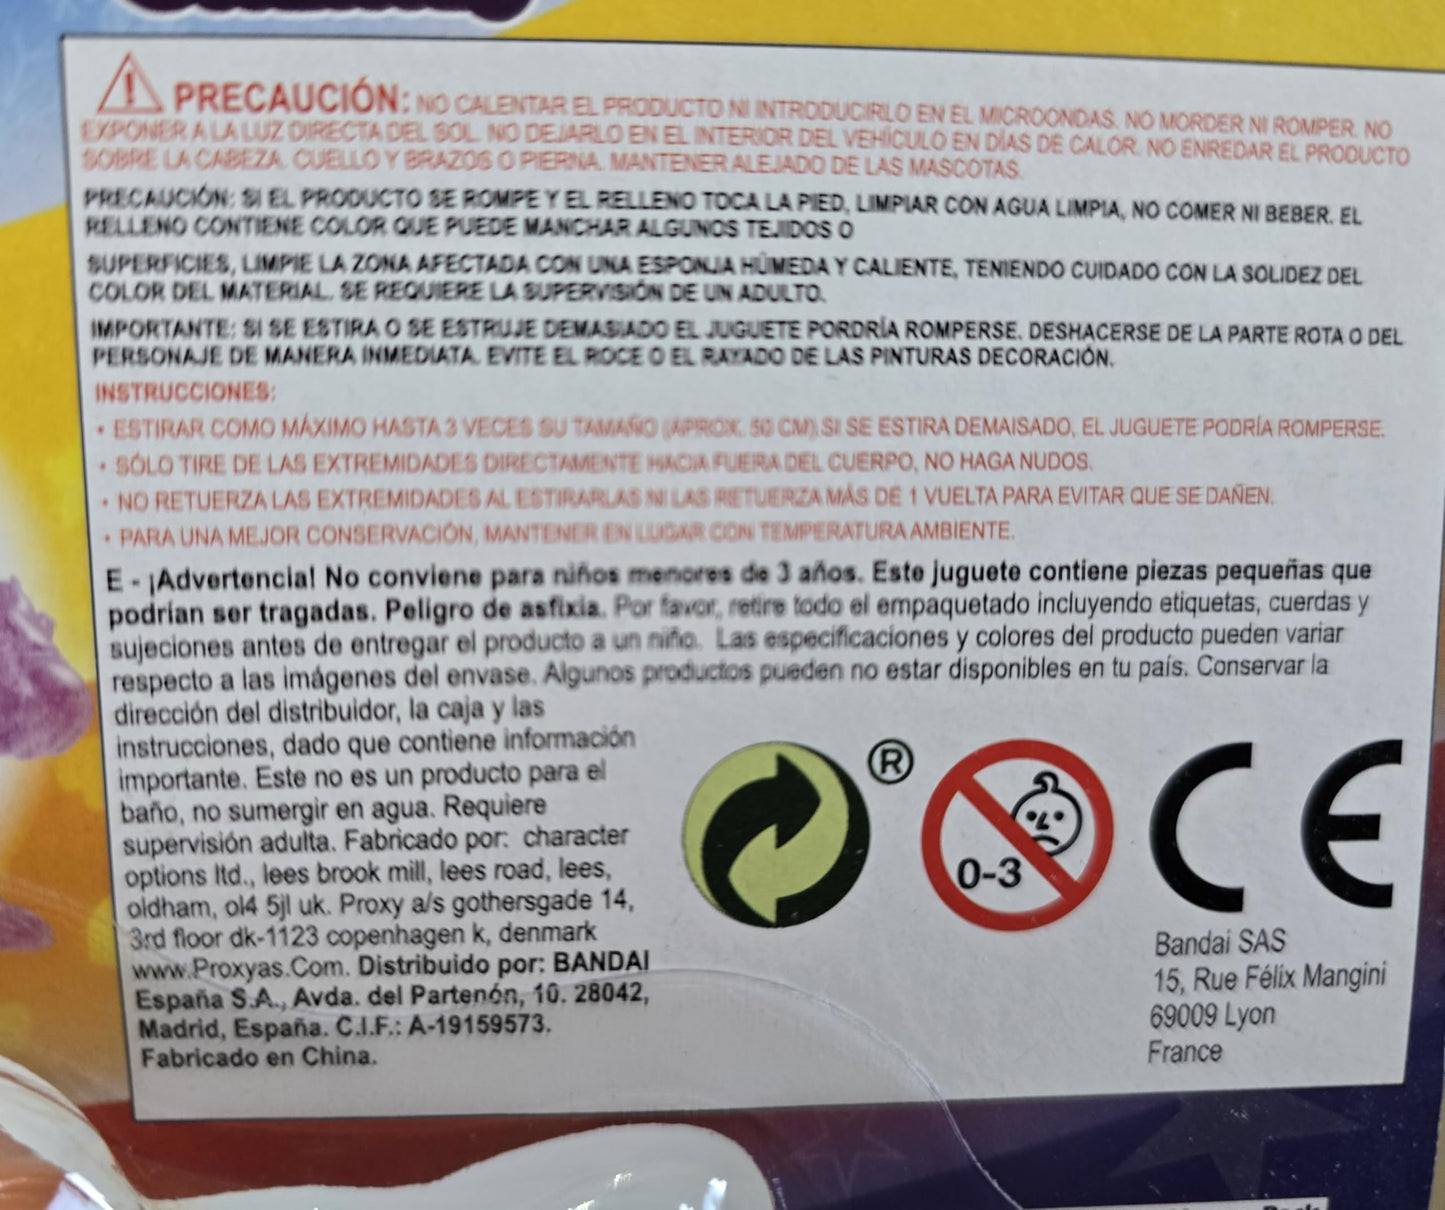 PRECAUCIÓN: NO CALENTAR EL PRODUCTO NI INTRODUCIRLO EN EL MICROONDAS. NO MORDER NI ROMPER. NO
EXPONER A LA LUZ DIRECTA DEL SOL. NO DEJARLO EN EL INTERIOR DEL VEHÍCULO EN DÍAS DE CALOR. NO ENREDAR EL PRODUCTO
SOBRE LA CABEZA, CUELLO Y BRAZOS O PIERNA. MANTENER ALEJADO DE LAS MASCOTAS.
PRECAUCIÓN: SI EL PRODUCTO SE ROMPE Y EL RELLENO TOCA LA PIED, LIMPIAR CON AGUA LIMPIA, NO COMER NI BEBER. EL
RELLENO CONTIENE COLOR QUE PUEDE MANCHAR ALGUNOS TEJIDOS O
SUPERFICIES, LIMPIE LA ZONA AFECTADA CON UNA ESPONJA HÚMEDA Y CALIENTE, TENIENDO CUIDADO CON LA SOLIDEZ DEL
COLOR DEL MATERIAL. SE REQUIERE LA SUPERVISIÓN DE UN ADULTO.
IMPORTANTE: SI SE ESTIRA O SE ESTRUJE DEMASIADO EL JUGUETE PORDRÍA ROMPERSE. DESHACERSE DE LA PARTE ROTA O DEL
PERSONAJE DE MANERA INMEDIATA. EVITE EL ROCE O EL RAYADO DE LAS PINTURAS DECORACIÓN.
INSTRUCCIONES:
• ESTIRAR COMO MÁXIMO HASTA 3 VECES SU TAMAÑO (APROX. 50 CM).SI SE ESTIRA DEMAISADO, EL JUGUETE PODRÍA ROMPERSE.
• SÓLO TIRE DE LAS EXTREMIDADES DIRECTAMENTE HACIA FUERA DEL CUERPO, NO HAGA NUDOS.
• NO RETUERZA LAS EXTREMIDADES AL ESTIRARLAS NI LAS RETUERZA MÁS DE 1 VUELTA PARA EVITAR QUE SE DAÑEN.
• PARA UNA MEJOR CONSERVACIÓN, MANTENER EN LUGAR CON TEMPERATURA AMBIENTE.
E - ¡Advertencia! No conviene para niños menores de 3 años. Este juguete contiene piezas pequeñas que
podrían ser tragadas. Peligro de asfixia. Por favor, retire todo el empaquetado incluyendo etiquetas, cuerdas y
sujeciones antes de entregar el producto a un niño. Las especificaciones y colores del producto pueden variar
respecto a las imágenes del envase. Algunos productos pueden no estar disponibles en tu país. Conservar la
dirección del distribuidor, la caja y las
instrucciones, dado que contiene información
importante. Este no es un producto para el
baño, no sumergir en agua. Requiere
supervisión adulta. Fabricado por: character
options ltd., lees brook mill, lees road, lees,
oldham, ol4 5jl uk. Proxy a/s gothersgade 14,
3rd floor dk-1123 copenhagen k, denmark
www.Proxyas.Com. Distribuido por: BANDAI
España S.A., Avda. del Partenón, 10. 28042,
Madrid, España. C.I.F.: A-19159573.
Fabricado en China.
®
0-3
CE
Bandai SAS
15, Rue Félix Mangini
69009 Lyon
France